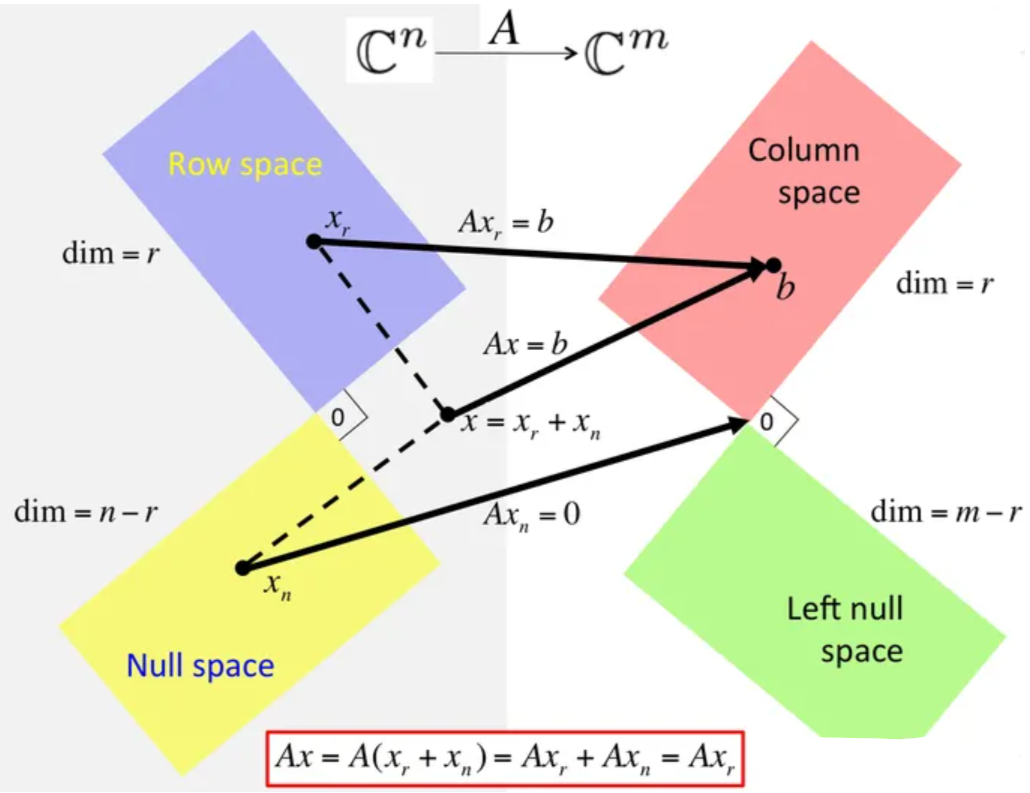 ℂⁿ A ℂᵐ
Row space
Column
space
xᵣ
Axᵣ = b
dim = r
b
dim = r
Ax = b
0
x = xᵣ + xₙ
0
dim = n − r
Axₙ = 0
dim = m − r
xₙ
Left null
space
Null space
Ax = A(xᵣ + xₙ) = Axᵣ + Axₙ = Axᵣ